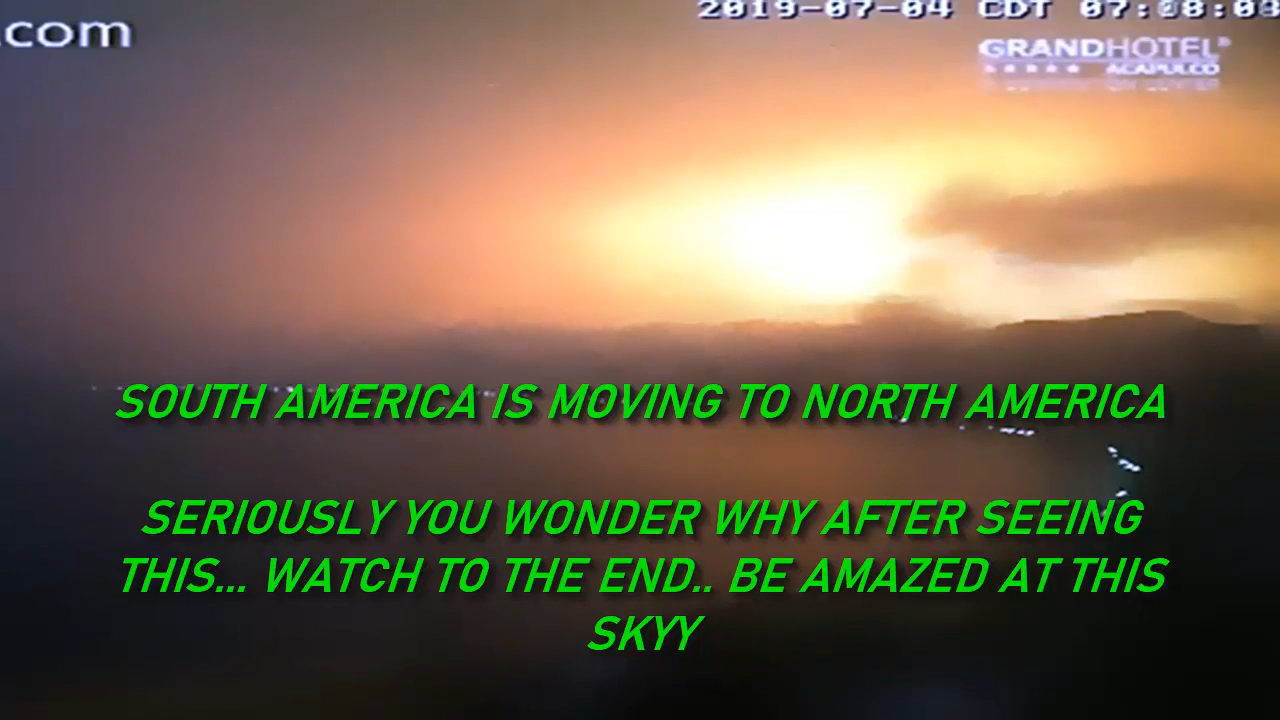 .com
2019-07-04 CDT 07:
GRANDHOTEL®
★★★★★ ACAPULCO
SOUTH AMERICA IS MOVING TO NORTH AMERICA
SERIOUSLY YOU WONDER WHY AFTER SEEING
THIS... WATCH TO THE END.. BE AMAZED AT THIS
SKYY